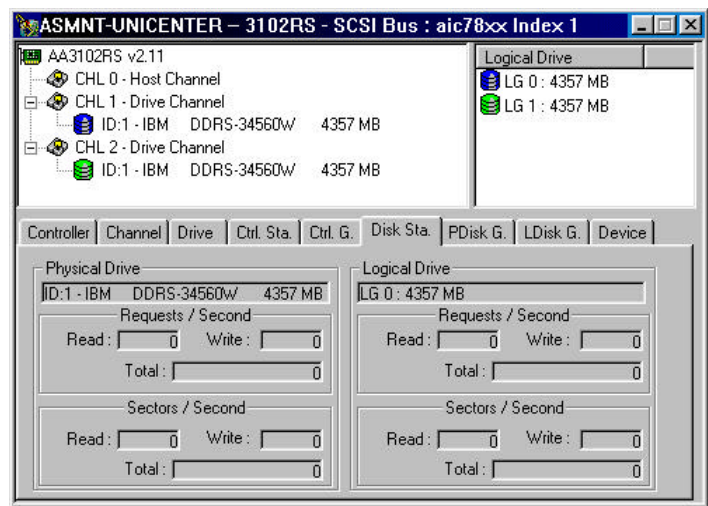 ASMNT-UNICENTER – 3102RS - SCSI Bus : aic78xx Index 1
AA3102RS v2.11
CHL 0 - Host Channel
CHL 1 - Drive Channel
ID:1 - IBM DDRS-34560W 4357 MB
CHL 2 - Drive Channel
ID:1 - IBM DDRS-34560W 4357 MB
Logical Drive
LG 0 : 4357 MB
LG 1 : 4357 MB
Controller Channel Drive Ctrl. Sta. Ctrl. G. Disk Sta. PDisk G. LDisk G. Device
Physical Drive
ID:1 - IBM DDRS-34560W 4357 MB
Requests / Second
Read : 0 Write : 0
Total : 0
Sectors / Second
Read : 0 Write : 0
Total : 0
Logical Drive
LG 0 : 4357 MB
Requests / Second
Read : 0 Write : 0
Total : 0
Sectors / Second
Read : 0 Write : 0
Total : 0